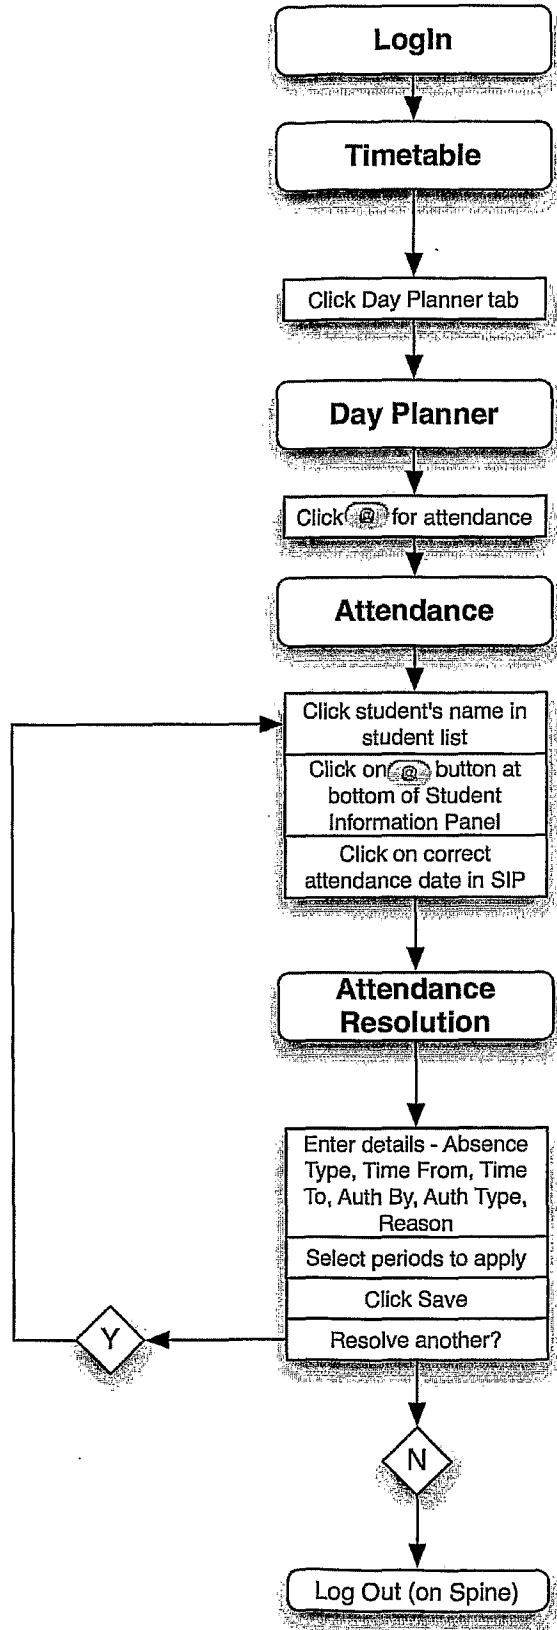 LogIn
Timetable
Click Day Planner tab
Day Planner
Click @ for attendance
Attendance
Click student's name in
student list
Click on @ button at
bottom of Student
Information Panel
Click on correct
attendance date in SIP
Attendance
Resolution
Enter details - Absence
Type, Time From, Time
To, Auth By, Auth Type,
Reason
Select periods to apply
Click Save
Resolve another?
Y
N
Log Out (on Spine)